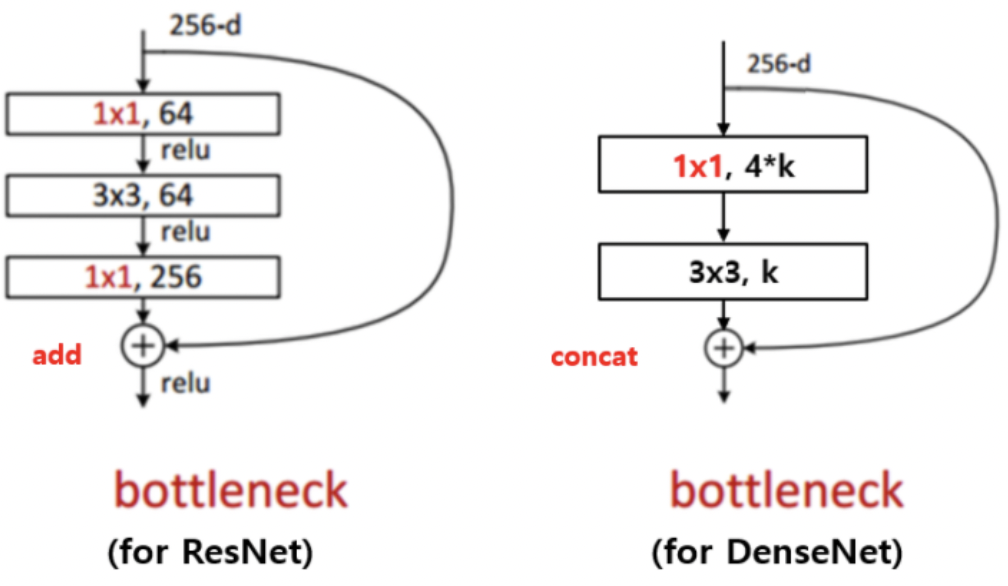 256-d
1x1, 64
relu
3x3, 64
relu
1x1, 256
add
relu
bottleneck
(for ResNet)
256-d
1x1, 4*k
3x3, k
concat
bottleneck
(for DenseNet)